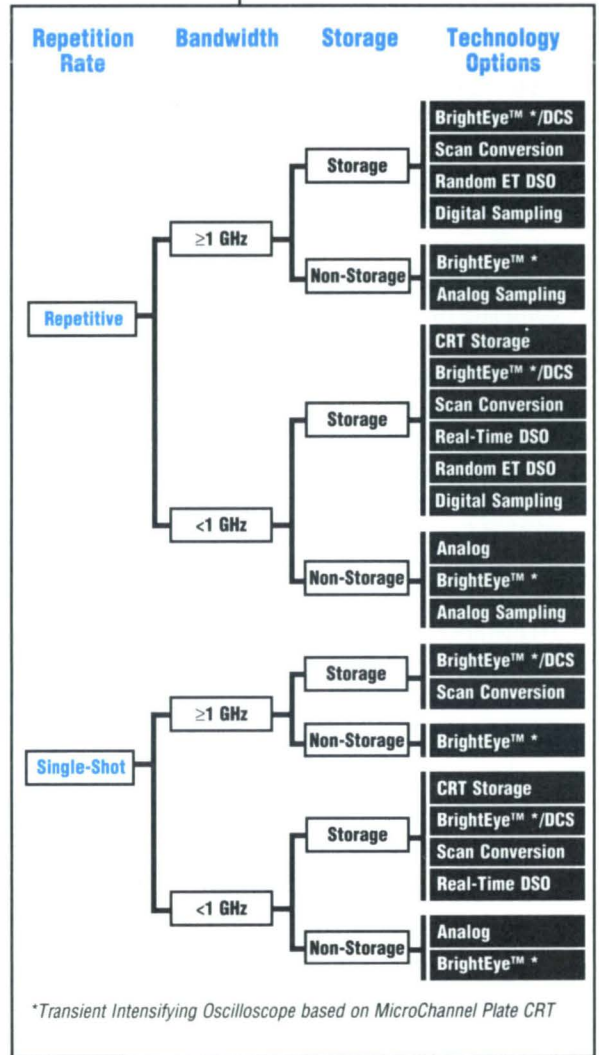 Repetition Rate
Bandwidth
Storage
Technology Options
Repetitive
≥1 GHz
Storage
BrightEye™ */DCS
Scan Conversion
Random ET DSO
Digital Sampling
Non-Storage
BrightEye™ *
Analog Sampling
<1 GHz
Storage
CRT Storage
BrightEye™ */DCS
Scan Conversion
Real-Time DSO
Random ET DSO
Digital Sampling
Non-Storage
Analog
BrightEye™ *
Analog Sampling
Single-Shot
≥1 GHz
Storage
BrightEye™ */DCS
Scan Conversion
Non-Storage
BrightEye™ *
<1 GHz
Storage
CRT Storage
BrightEye™ */DCS
Scan Conversion
Real-Time DSO
Non-Storage
Analog
BrightEye™ *
*Transient Intensifying Oscilloscope based on MicroChannel Plate CRT